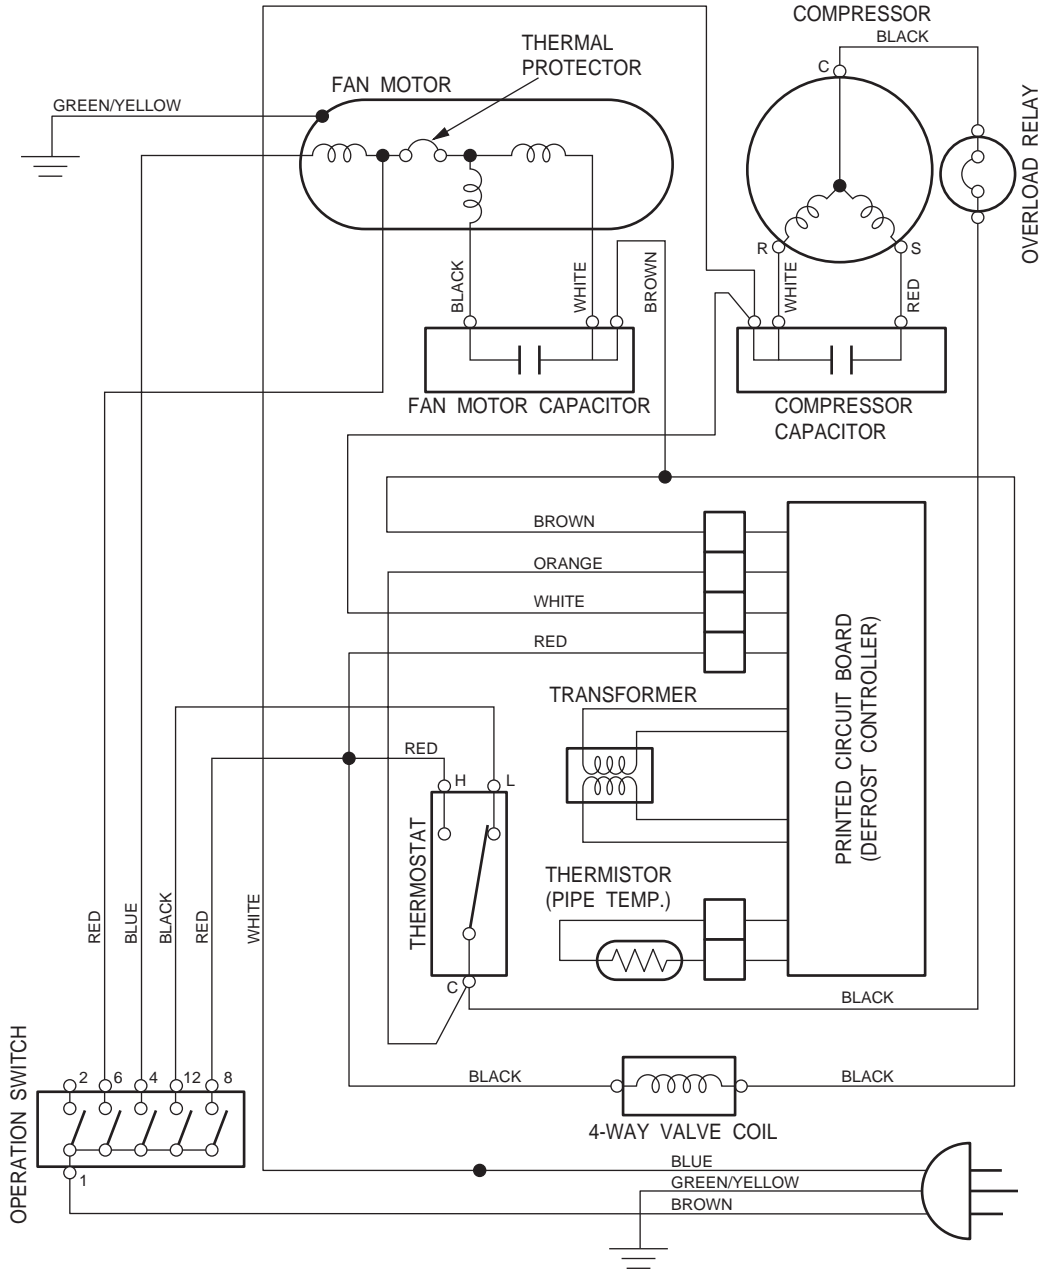 COMPRESSOR
BLACK
THERMAL
PROTECTOR
FAN MOTOR
C
GREEN/YELLOW
OVERLOAD RELAY
R
S
BLACK
WHITE
BROWN
WHITE
RED
FAN MOTOR CAPACITOR
COMPRESSOR
CAPACITOR
BROWN
ORANGE
WHITE
RED
PRINTED CIRCUIT BOARD
(DEFROST CONTROLLER)
TRANSFORMER
RED
H
L
THERMOSTAT
THERMISTOR
(PIPE TEMP.)
RED
BLUE
BLACK
RED
WHITE
C
BLACK
OPERATION SWITCH
2
6
4
12
8
BLACK
BLACK
4-WAY VALVE COIL
1
BLUE
GREEN/YELLOW
BROWN